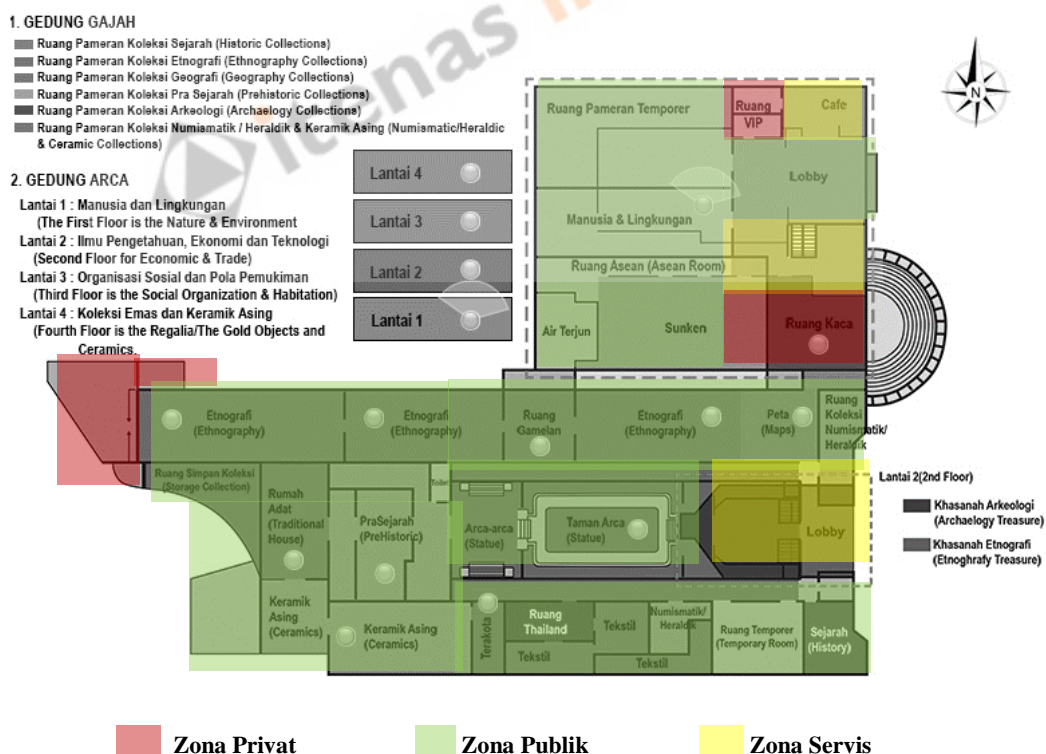 1. GEDUNG GAJAH
Ruang Pameran Koleksi Sejarah (Historic Collections)
Ruang Pameran Koleksi Etnografi (Ethnography Collections)
Ruang Pameran Koleksi Geografi (Geography Collections)
Ruang Pameran Koleksi Pra Sejarah (Prehistoric Collections)
Ruang Pameran Koleksi Arkeologi (Archaelogy Collections)
Ruang Pameran Koleksi Numismatik / Heraldik & Keramik Asing (Numismatic/Heraldic
& Ceramic Collections)
2. GEDUNG ARCA
Lantai 1 : Manusia dan Lingkungan
(The First Floor is the Nature & Environment
Lantai 2 : Ilmu Pengetahuan, Ekonomi dan Teknologi
(Second Floor for Economic & Trade)
Lantai 3 : Organisasi Sosial dan Pola Pemukiman
(Third Floor is the Social Organization & Habitation)
Lantai 4 : Koleksi Emas dan Keramik Asing
(Fourth Floor is the Regalia/The Gold Objects and
Ceramics.
itenas
Lantai 4
Lantai 3
Lantai 2
Lantai 1
N
Ruang Pameran Temporer
Ruang
VIP
Cafe
Lobby
Manusia & Lingkungan
Ruang Asean (Asean Room)
Air Terjun
Sunken
Ruang Kaca
Etnografi
(Ethnography)
Etnografi
(Ethnography)
Ruang
Gamelan
Etnografi
(Ethnography)
Peta
(Maps)
Ruang
Koleksi
Numismatik/
Heraldik
Ruang Simpan Koleksi
(Storage Collection)
Rumah
Adat
(Traditional
House)
Toilet
PraSejarah
(PreHistoric)
Arca-arca
(Statue)
Taman Arca
(Statue)
Lobby
Lantai 2(2nd Floor)
Khasanah Arkeologi
(Archaelogy Treasure)
Khasanah Etnografi
(Etnoghrafy Treasure)
Keramik
Asing
(Ceramics)
Keramik Asing
(Ceramics)
Terakota
Ruang
Thailand
Tekstil
Tekstil
Numismatik/
Heraldik
Tekstil
Ruang Temporer
(Temporary Room)
Sejarah
(History)
Zona Privat
Zona Publik
Zona Servis